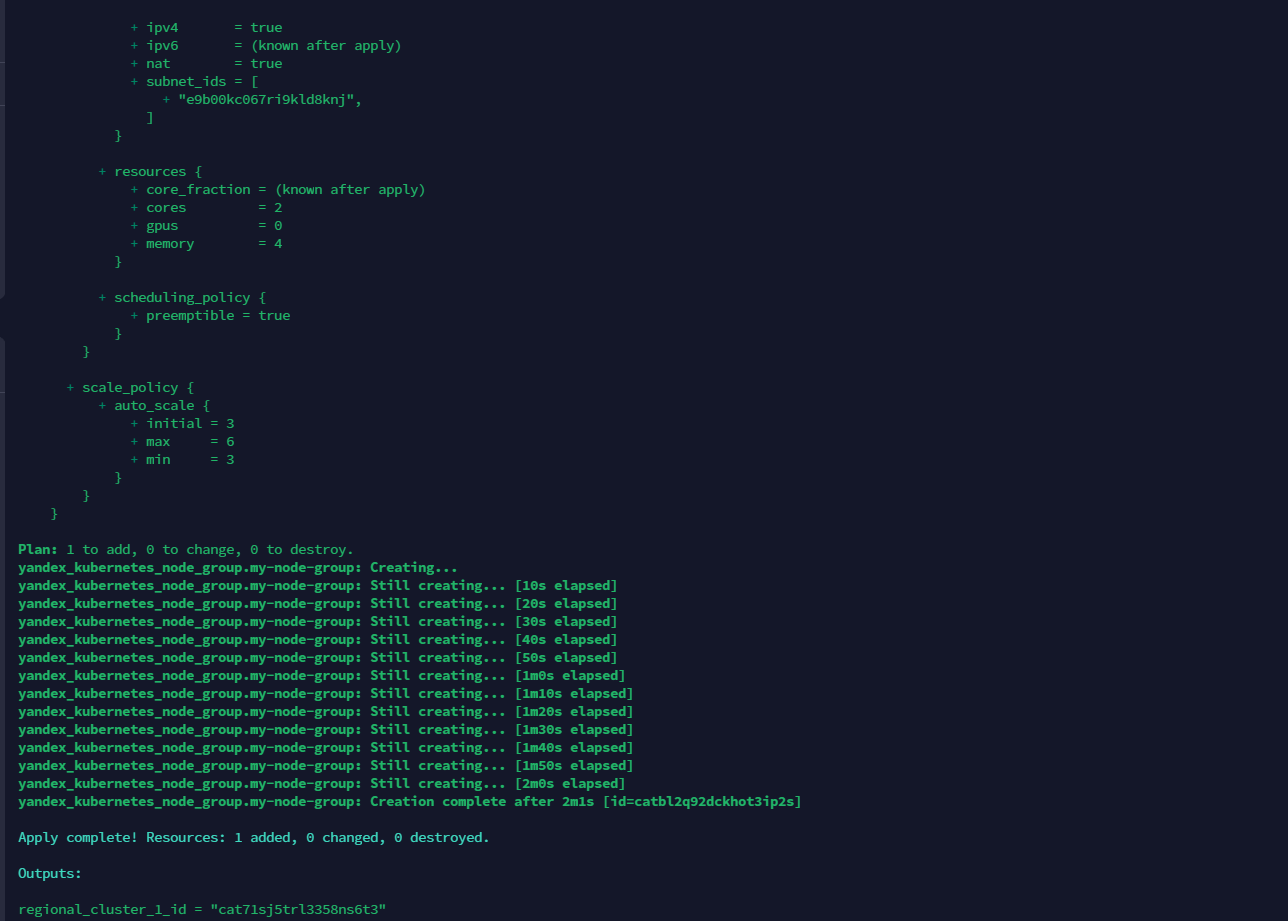 + ipv4       = true
+ ipv6       = (known after apply)
+ nat        = true
+ subnet_ids = [
+ "e9b00kc067ri9kld8knj",
]
}
+ resources {
+ core_fraction = (known after apply)
+ cores         = 2
+ gpus          = 0
+ memory        = 4
}
+ scheduling_policy {
+ preemptible = true
}
}
+ scale_policy {
+ auto_scale {
+ initial = 3
+ max     = 6
+ min     = 3
}
}
}
Plan: 1 to add, 0 to change, 0 to destroy.
yandex_kubernetes_node_group.my-node-group: Creating...
yandex_kubernetes_node_group.my-node-group: Still creating... [10s elapsed]
yandex_kubernetes_node_group.my-node-group: Still creating... [20s elapsed]
yandex_kubernetes_node_group.my-node-group: Still creating... [30s elapsed]
yandex_kubernetes_node_group.my-node-group: Still creating... [40s elapsed]
yandex_kubernetes_node_group.my-node-group: Still creating... [50s elapsed]
yandex_kubernetes_node_group.my-node-group: Still creating... [1m0s elapsed]
yandex_kubernetes_node_group.my-node-group: Still creating... [1m10s elapsed]
yandex_kubernetes_node_group.my-node-group: Still creating... [1m20s elapsed]
yandex_kubernetes_node_group.my-node-group: Still creating... [1m30s elapsed]
yandex_kubernetes_node_group.my-node-group: Still creating... [1m40s elapsed]
yandex_kubernetes_node_group.my-node-group: Still creating... [1m50s elapsed]
yandex_kubernetes_node_group.my-node-group: Still creating... [2m0s elapsed]
yandex_kubernetes_node_group.my-node-group: Creation complete after 2m1s [id=catbl2q92dckhot3ip2s]
Apply complete! Resources: 1 added, 0 changed, 0 destroyed.
Outputs:
regional_cluster_1_id = "cat71sj5trl3358ns6t3"